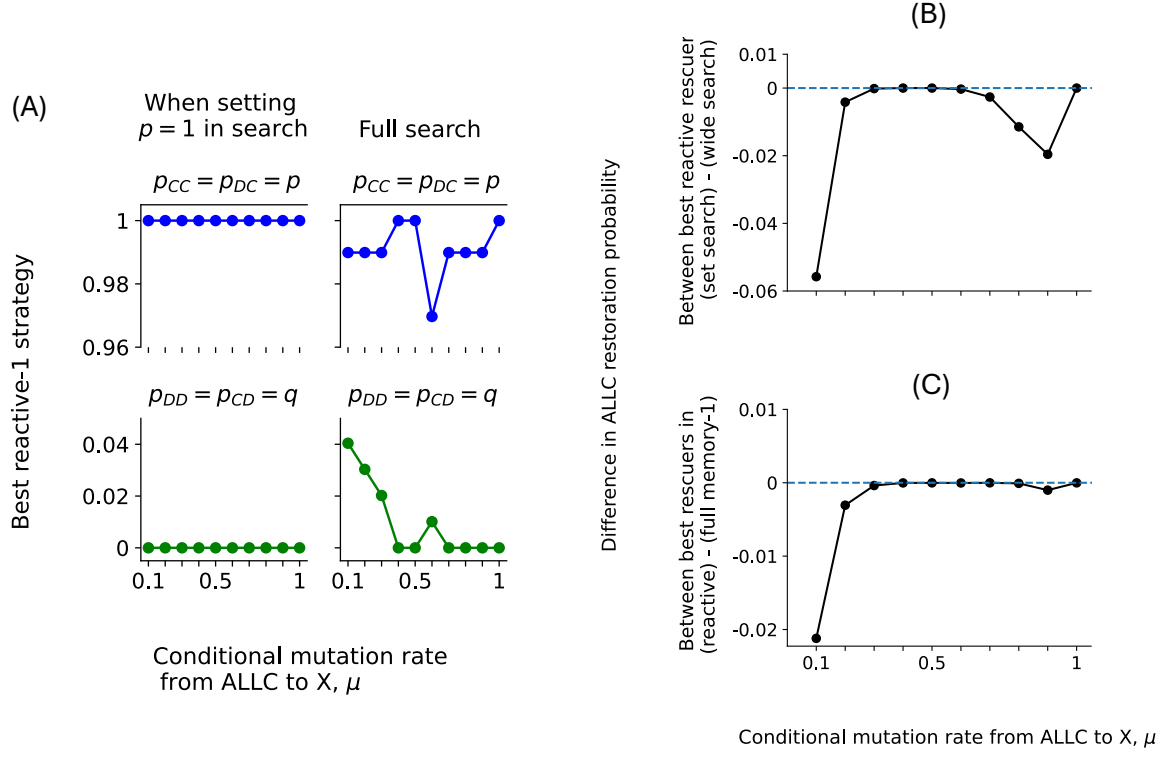 (A)
When setting
p = 1 in search
Full search
p_CC = p_DC = p
p_CC = p_DC = p
1
0.98
0.96
p_DD = p_CD = q
p_DD = p_CD = q
0.04
0.02
0
0.1
0.5
1
0.1
0.5
1
Best reactive-1 strategy
Conditional mutation rate
from ALLC to X, μ
Difference in ALLC restoration probability
(B)
Between best reactive rescuer
(set search) – (wide search)
0.01
0
-0.02
-0.04
-0.06
(C)
Between best rescuers in
(reactive) – (full memory-1)
0.01
0
-0.01
-0.02
0.1
0.5
1
Conditional mutation rate from ALLC to X, μ